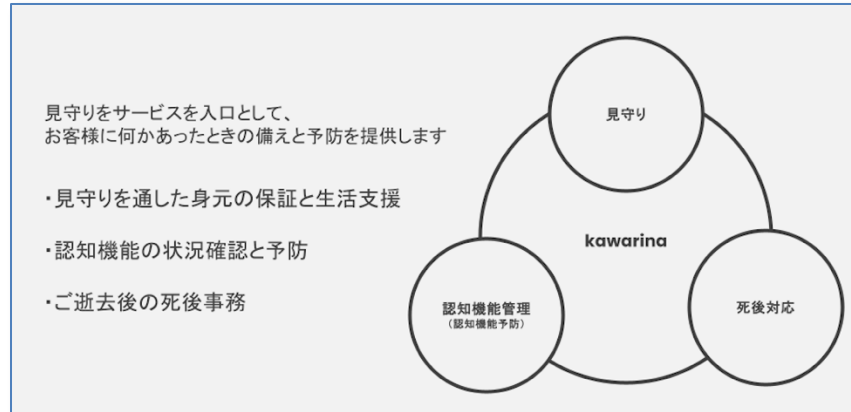 見守りをサービスを入口として、
お客様に何かあったときの備えと予防を提供します
・見守りを通した身元の保証と生活支援
・認知機能の状況確認と予防
・ご逝去後の死後事務
見守り
kawarina
認知機能管理
（認知機能予防）
死後対応